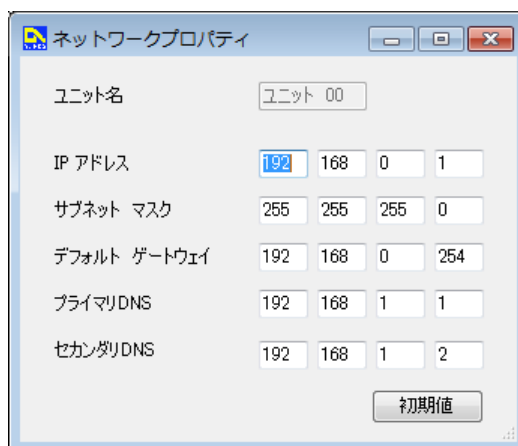 ネットワークプロパティ
ユニット名 ユニット 00
IP アドレス 192 168 0 1
サブネット マスク 255 255 255 0
デフォルト ゲートウェイ 192 168 0 254
プライマリDNS 192 168 1 1
セカンダリDNS 192 168 1 2
初期値